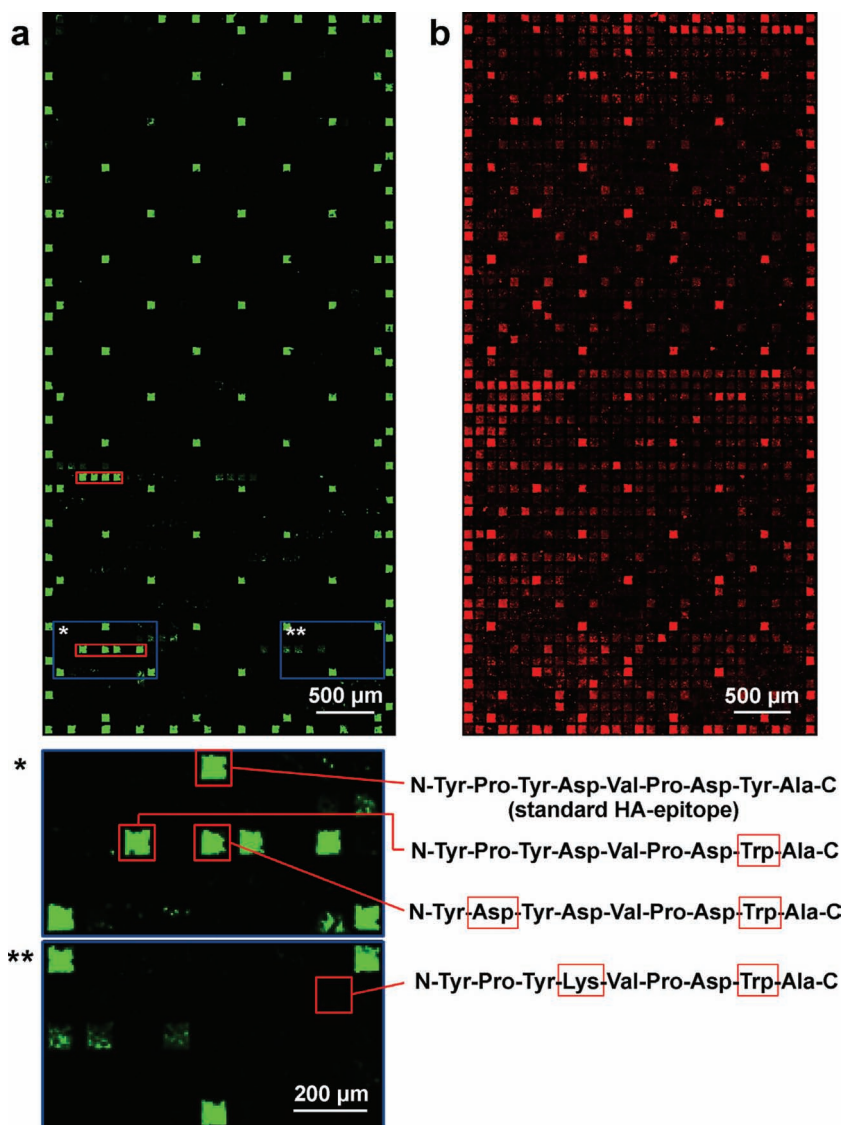 a
b
*
**
500 µm
500 µm
*
N-Tyr-Pro-Tyr-Asp-Val-Pro-Asp-Tyr-Ala-C
(standard HA-epitope)
N-Tyr-Pro-Tyr-Asp-Val-Pro-Asp-Trp-Ala-C
N-Tyr-Asp-Tyr-Asp-Val-Pro-Asp-Trp-Ala-C
**
N-Tyr-Pro-Tyr-Lys-Val-Pro-Asp-Trp-Ala-C
200 µm